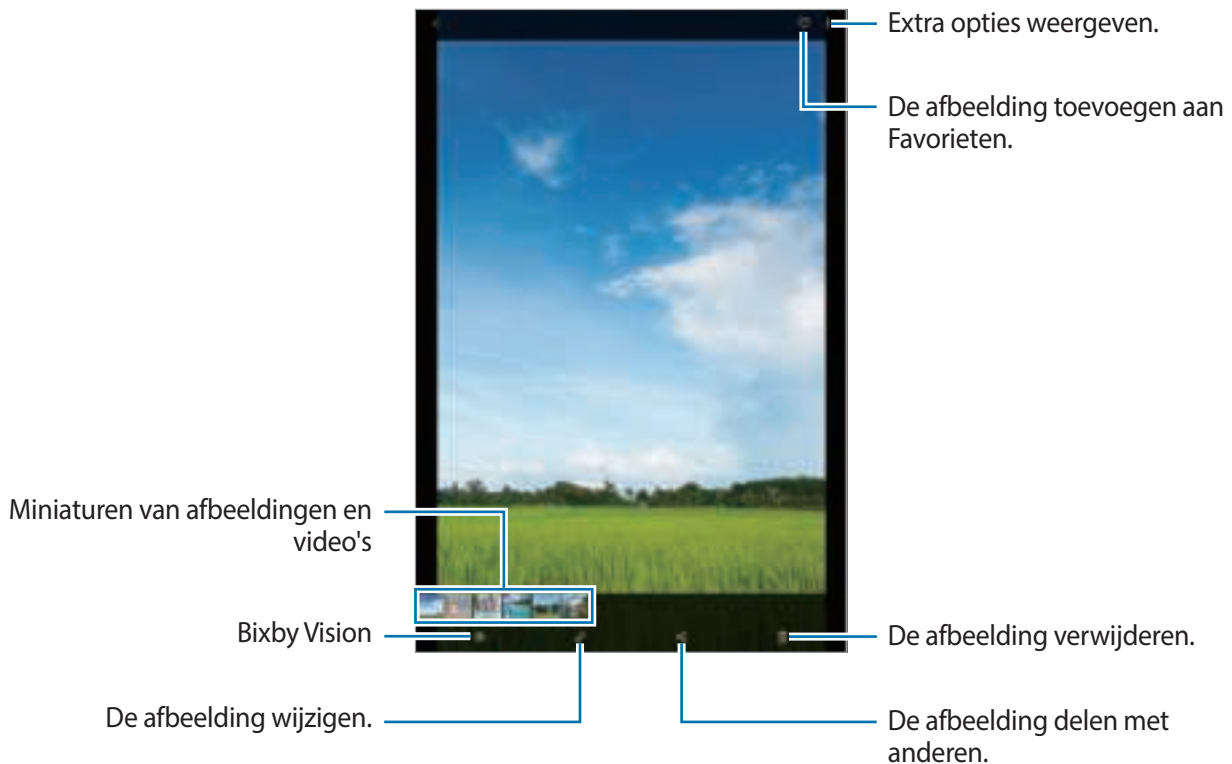 Extra opties weergeven.
De afbeelding toevoegen aan
Favorieten.
Miniaturen van afbeeldingen en
video's
Bixby Vision
De afbeelding verwijderen.
De afbeelding wijzigen.
De afbeelding delen met
anderen.